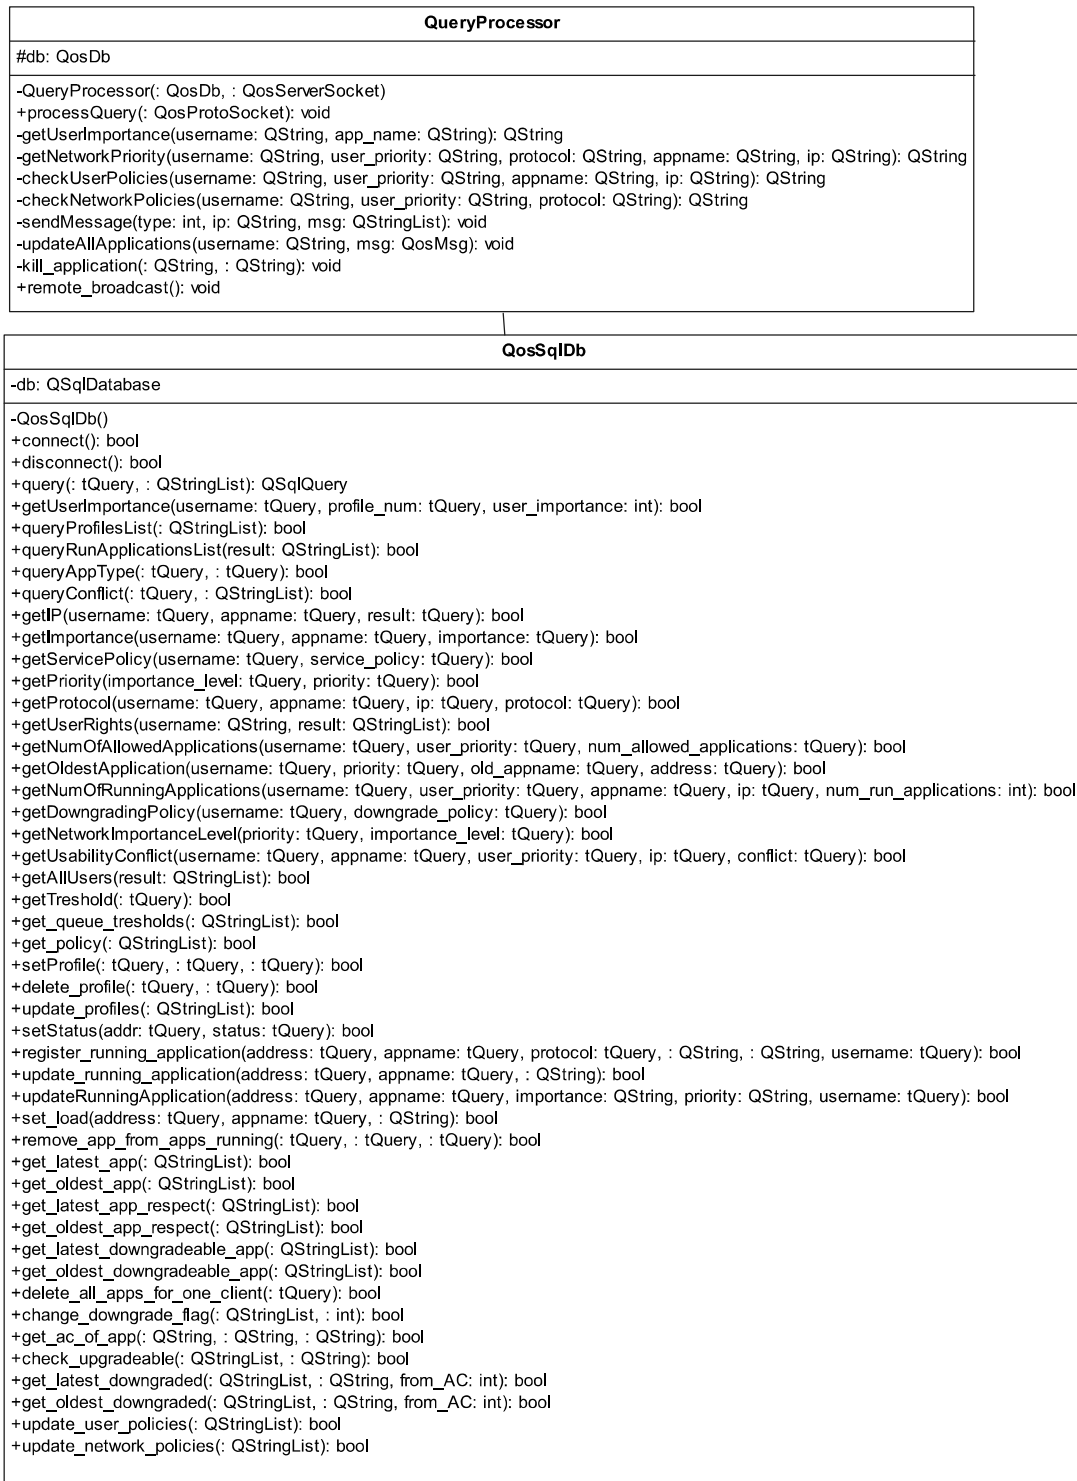 QueryProcessor
#db: QosDb
-QueryProcessor(: QosDb, : QosServerSocket)
+processQuery(: QosProtoSocket): void
-getUserImportance(username: QString, app_name: QString): QString
-getNetworkPriority(username: QString, user_priority: QString, protocol: QString, appname: QString, ip: QString): QString
-checkUserPolicies(username: QString, user_priority: QString, appname: QString, ip: QString): QString
-checkNetworkPolicies(username: QString, user_priority: QString, protocol: QString): QString
-sendMessage(type: int, ip: QString, msg: QStringList): void
-updateAllApplications(username: QString, msg: QosMsg): void
-kill_application(: QString, : QString): void
+remote_broadcast(): void
QosSqlDb
-db: QSqlDatabase
-QosSqlDb()
+connect(): bool
+disconnect(): bool
+query(: tQuery, : QStringList): QSqlQuery
+getUserImportance(username: tQuery, profile_num: tQuery, user_importance: int): bool
+queryProfilesList(: QStringList): bool
+queryRunApplicationsList(result: QStringList): bool
+queryAppType(: tQuery, : tQuery): bool
+queryConflict(: tQuery, : QStringList): bool
+getIP(username: tQuery, appname: tQuery, result: tQuery): bool
+getImportance(username: tQuery, appname: tQuery, importance: tQuery): bool
+getServicePolicy(username: tQuery, service_policy: tQuery): bool
+getPriority(importance_level: tQuery, priority: tQuery): bool
+getProtocol(username: tQuery, appname: tQuery, ip: tQuery, protocol: tQuery): bool
+getUserRights(username: QString, result: QStringList): bool
+getNumOfAllowedApplications(username: tQuery, user_priority: tQuery, num_allowed_applications: tQuery): bool
+getOldestApplication(username: tQuery, priority: tQuery, old_appname: tQuery, address: tQuery): bool
+getNumOfRunningApplications(username: tQuery, user_priority: tQuery, appname: tQuery, ip: tQuery, num_run_applications: int): bool
+getDowngradingPolicy(username: tQuery, downgrade_policy: tQuery): bool
+getNetworkImportanceLevel(priority: tQuery, importance_level: tQuery): bool
+getUsabilityConflict(username: tQuery, appname: tQuery, user_priority: tQuery, ip: tQuery, conflict: tQuery): bool
+getAllUsers(result: QStringList): bool
+getTreshold(: tQuery): bool
+get_queue_tresholds(: QStringList): bool
+get_policy(: QStringList): bool
+setProfile(: tQuery, : tQuery, : tQuery): bool
+delete_profile(: tQuery, : tQuery): bool
+update_profiles(: QStringList): bool
+setStatus(addr: tQuery, status: tQuery): bool
+register_running_application(address: tQuery, appname: tQuery, protocol: tQuery, : QString, : QString, username: tQuery): bool
+update_running_application(address: tQuery, appname: tQuery, : QString): bool
+updateRunningApplication(address: tQuery, appname: tQuery, importance: QString, priority: QString, username: tQuery): bool
+set_load(address: tQuery, appname: tQuery, : QString): bool
+remove_app_from_apps_running(: tQuery, : tQuery, : tQuery): bool
+get_latest_app(: QStringList): bool
+get_oldest_app(: QStringList): bool
+get_latest_app_respect(: QStringList): bool
+get_oldest_app_respect(: QStringList): bool
+get_latest_downgradeable_app(: QStringList): bool
+get_oldest_downgradeable_app(: QStringList): bool
+delete_all_apps_for_one_client(: tQuery): bool
+change_downgrade_flag(: QStringList, : int): bool
+get_ac_of_app(: QString, : QString, : QString): bool
+check_upgradeable(: QStringList, : QString): bool
+get_latest_downgraded(: QStringList, : QString, from_AC: int): bool
+get_oldest_downgraded(: QStringList, : QString, from_AC: int): bool
+update_user_policies(: QStringList): bool
+update_network_policies(: QStringList): bool